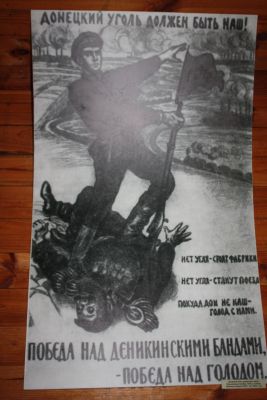 ДОНЕЦКИЙ УГОЛЬ ДОЛЖЕН БЫТЬ НАШ!
НЕТ УГЛЯ - СТОЯТ ФАБРИКИ
НЕТ УГЛЯ - СТАНУТ ПОЕЗДА
ПОКУДА ДОН НЕ НАШ -
ГОЛОД С НАМИ.
ПОБЕДА НАД ДЕНИКИНСКИМИ БАНДАМИ,
- ПОБЕДА НАД ГОЛОДОМ.